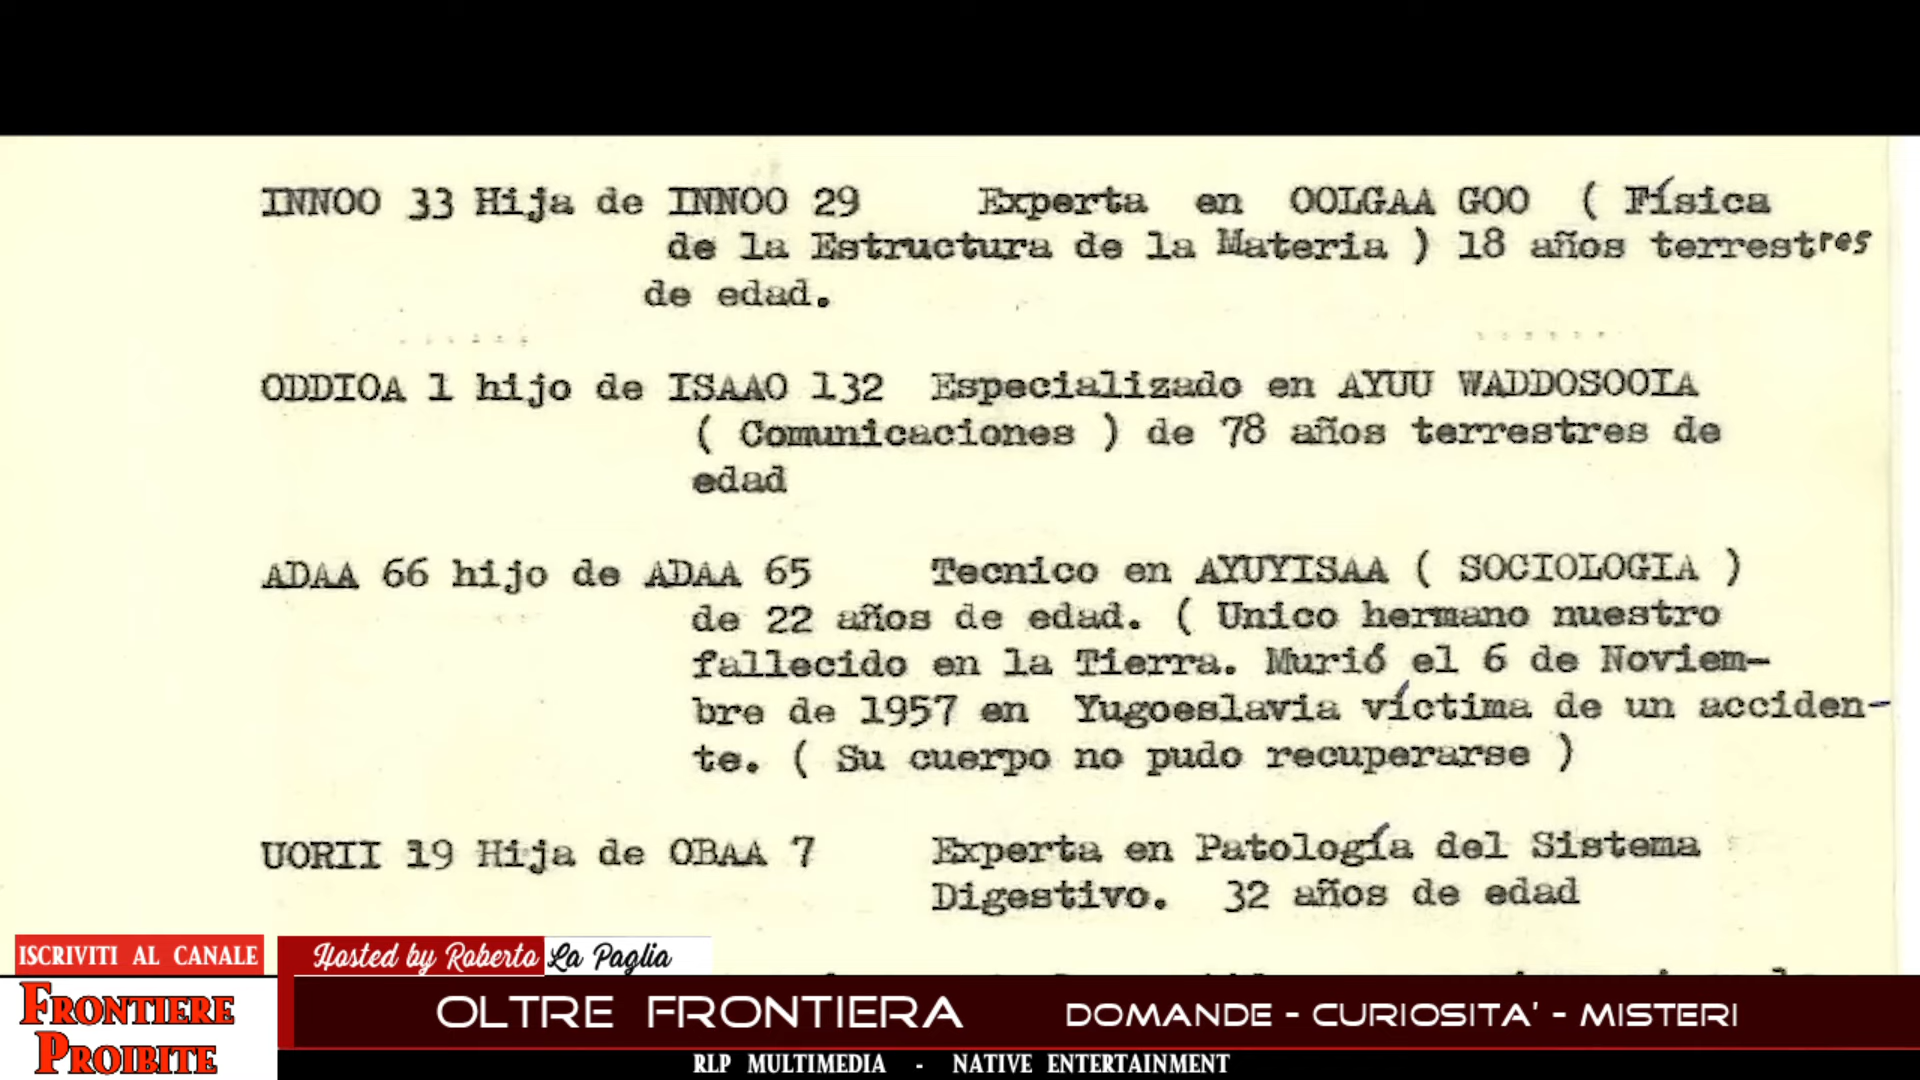 INNOO 33 Hija de INNOO 29 Experta en OOLGAA GOO ( Física
de la Estructura de la Materia ) 18 años terrestres
de edad.
ODDIOA 1 hijo de ISAAO 132 Especializado en AYUU WADDOSOOIA
( Comunicaciones ) de 78 años terrestres de
edad
ADAA 66 hijo de ADAA 65 Tecnico en AYUYISAA ( SOCIOLOGIA )
de 22 años de edad. ( Unico hermano nuestro
fallecido en la Tierra. Murió el 6 de Noviem-
bre de 1957 en Yugoeslavia víctima de un acciden-
te. ( Su cuerpo no pudo recuperarse )
UORII 19 Hija de OBAA 7 Experta en Patología del Sistema
Digestivo. 32 años de edad
ISCRIVITI AL CANALE
Hosted by Roberto La Paglia
FRONTIERE
PROIBITE
OLTRE FRONTIERA DOMANDE - CURIOSITA' - MISTERI
RLP MULTIMEDIA - NATIVE ENTERTAINMENT